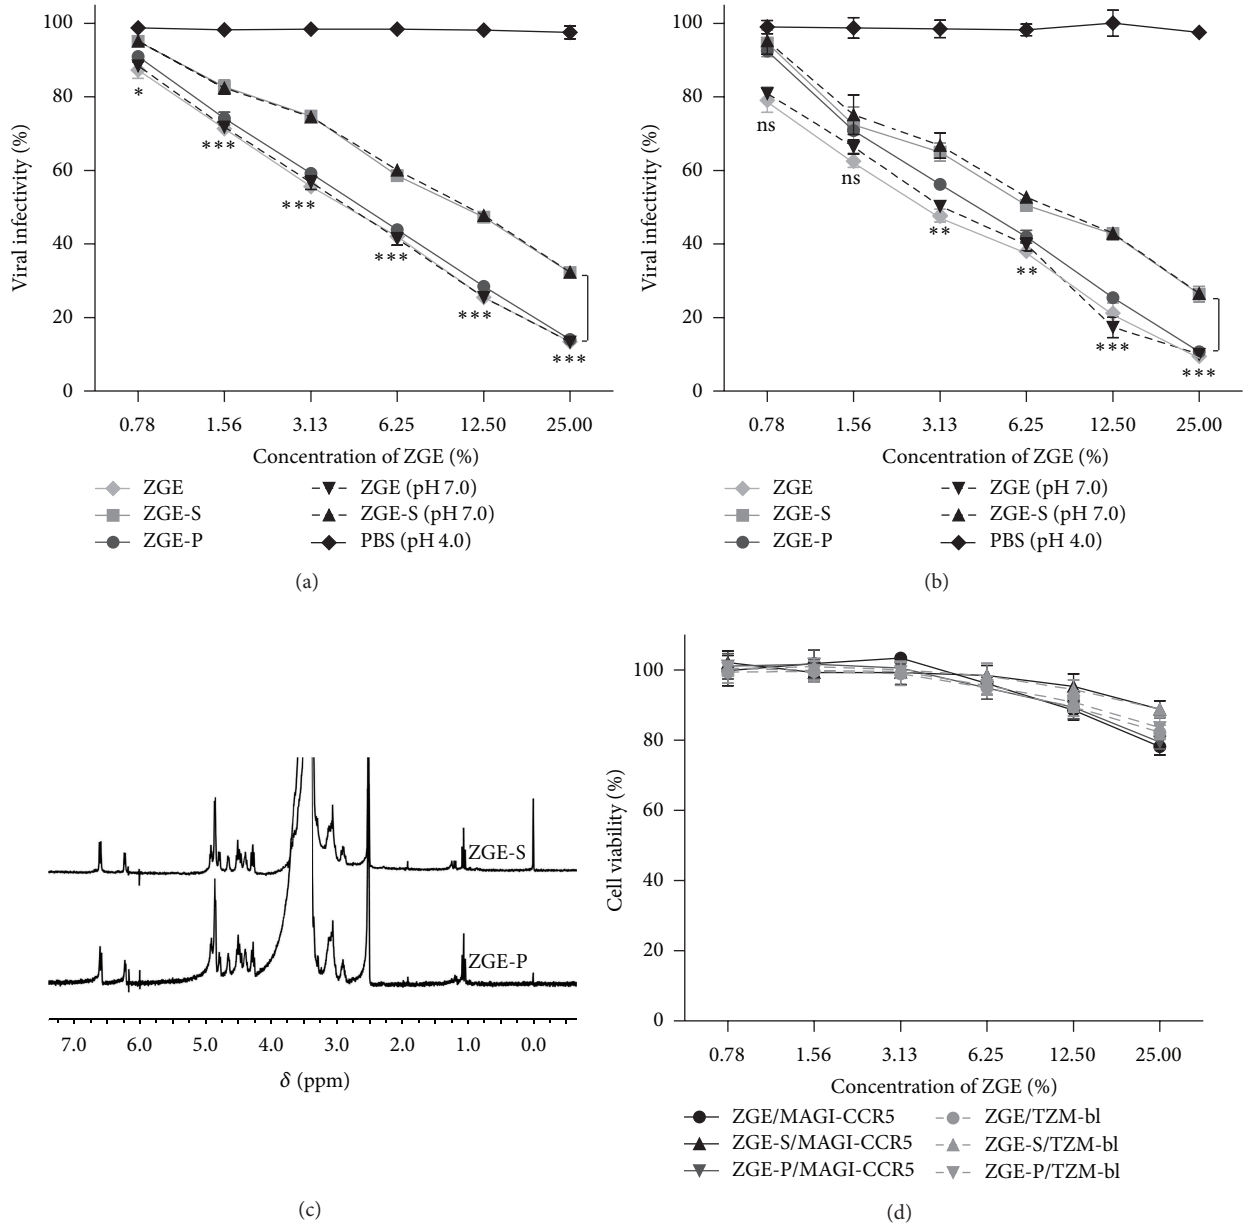 100
80
60
40
20
0
Viral infectivity (%)
*
***
***
***
***
***
0.78 1.56 3.13 6.25 12.50 25.00
Concentration of ZGE (%)
ZGE ZGE (pH 7.0)
ZGE-S ZGE-S (pH 7.0)
ZGE-P PBS (pH 4.0)
(a)
100
80
60
40
20
0
Viral infectivity (%)
ns
ns
**
**
***
***
0.78 1.56 3.13 6.25 12.50 25.00
Concentration of ZGE (%)
ZGE ZGE (pH 7.0)
ZGE-S ZGE-S (pH 7.0)
ZGE-P PBS (pH 4.0)
(b)
ZGE-S
ZGE-P
7.0 6.0 5.0 4.0 3.0 2.0 1.0 0.0
δ (ppm)
(c)
100
80
60
40
20
0
Cell viability (%)
0.78 1.56 3.13 6.25 12.50 25.00
Concentration of ZGE (%)
ZGE/MAGI-CCR5 ZGE/TZM-bl
ZGE-S/MAGI-CCR5 ZGE-S/TZM-bl
ZGE-P/MAGI-CCR5 ZGE-P/TZM-bl
(d)